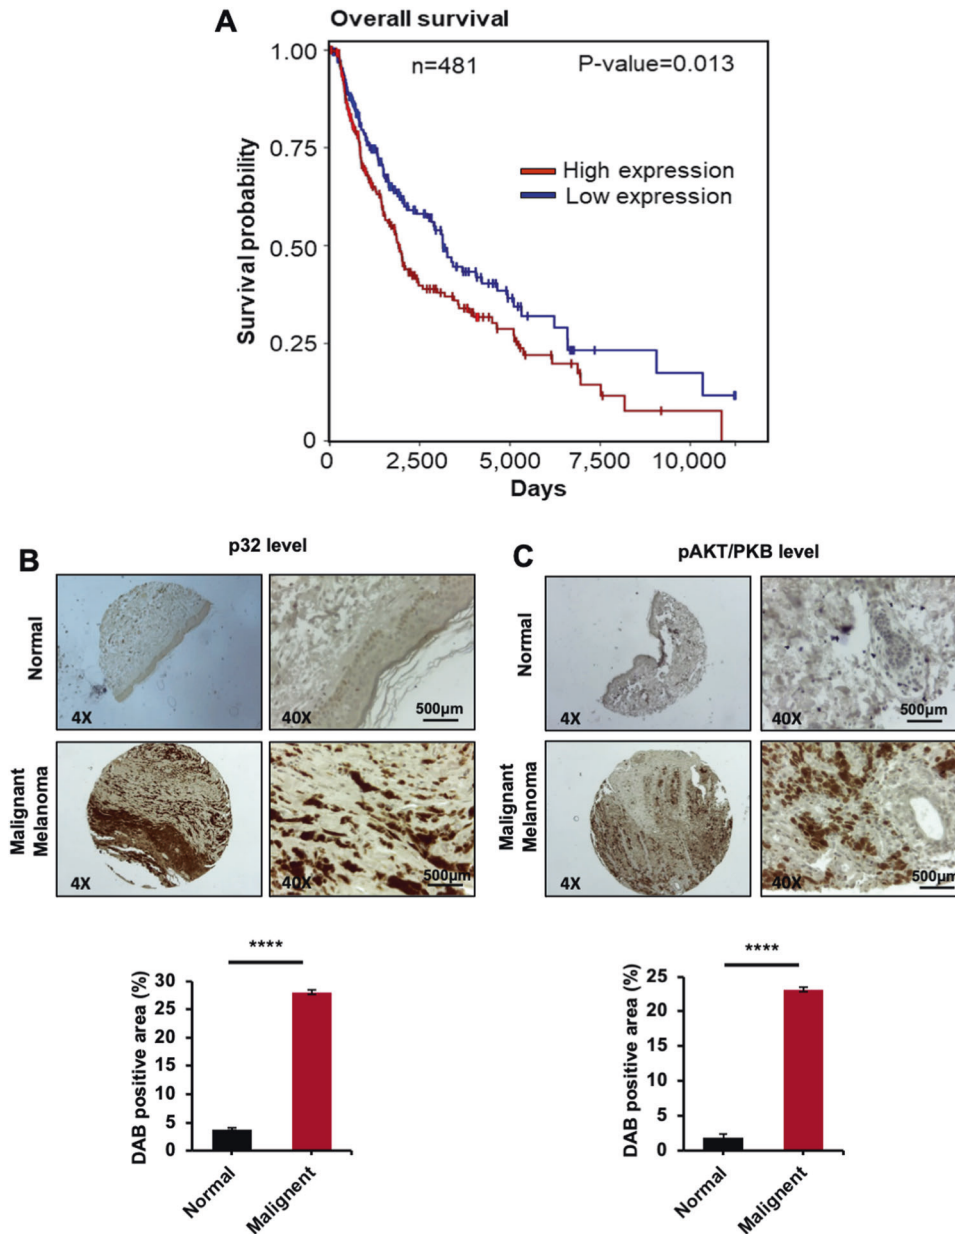 A
Overall survival
n=481
P-value=0.013
High expression
Low expression
Survival probability
1.00
0.75
0.50
0.25
0
0
2,500
5,000
7,500
10,000
Days
B
p32 level
Normal
4X
40X
500µm
Malignant
Melanoma
4X
40X
500µm
DAB positive area (%)
30
25
20
15
10
5
0
****
Normal
Malignent
C
pAKT/PKB level
Normal
4X
40X
500µm
Malignant
Melanoma
4X
40X
500µm
DAB positive area (%)
25
20
15
10
5
0
****
Normal
Malignent